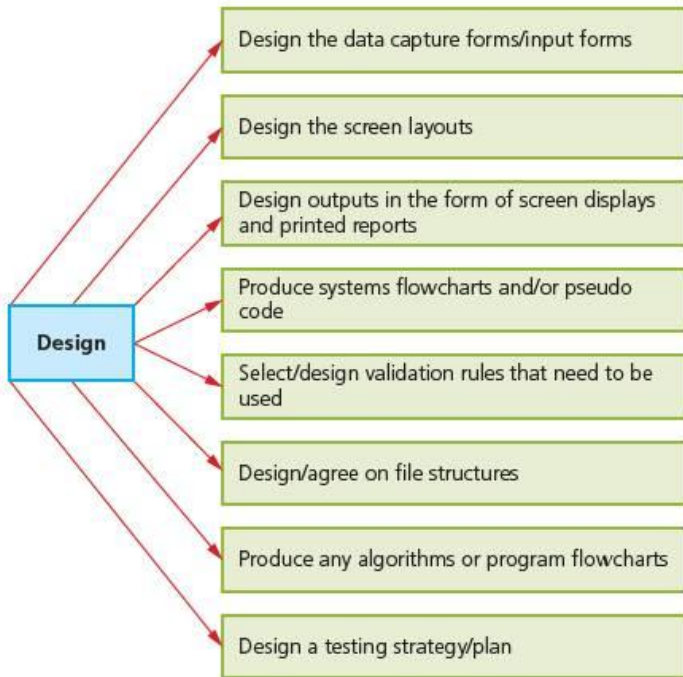 Design the data capture forms/input forms
Design the screen layouts
Design outputs in the form of screen displays
and printed reports
Produce systems flowcharts and/or pseudo
code
Design
Select/design validation rules that need to be
used
Design/agree on file structures
Produce any algorithms or program flowcharts
Design a testing strategy/plan